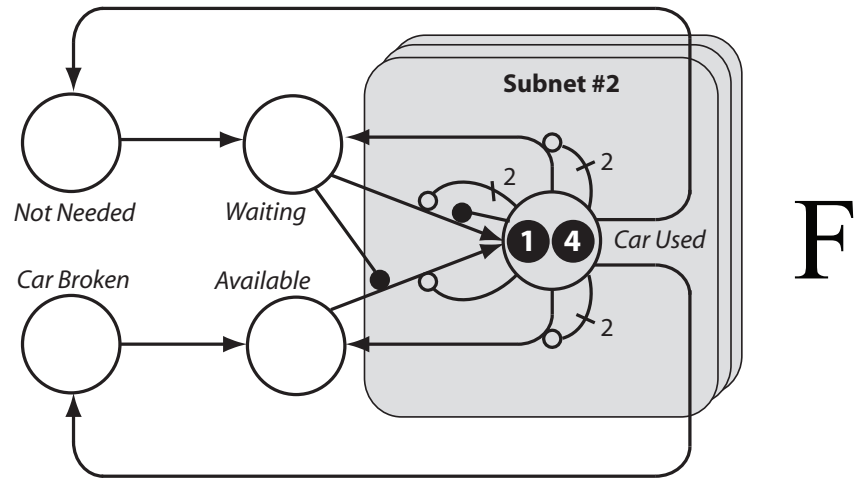 Subnet #2
2
2
Not Needed
Waiting
1 4
Car Used
F
Car Broken
Available
2